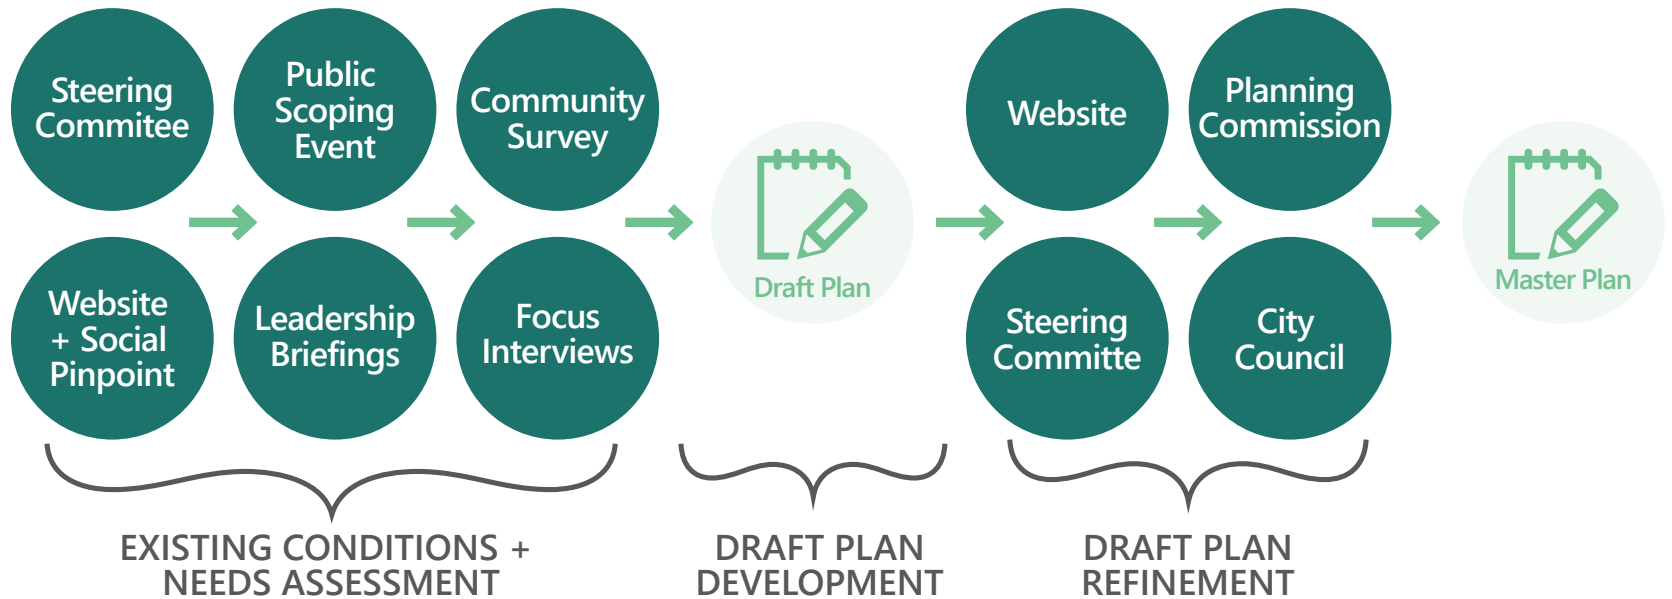 Steering
Commitee
Public
Scoping
Event
Community
Survey
Website
+ Social
Pinpoint
Leadership
Briefings
Focus
Interviews
Draft Plan
Website
Planning
Commission
Steering
Committe
City
Council
Master Plan
EXISTING CONDITIONS +
NEEDS ASSESSMENT
DRAFT PLAN
DEVELOPMENT
DRAFT PLAN
REFINEMENT